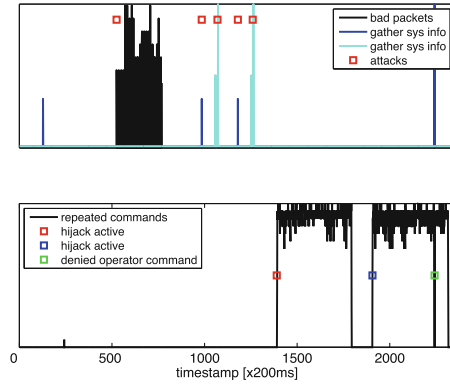 bad packets
gather sys info
gather sys info
attacks
repeated commands
hijack active
hijack active
denied operator command
0 500 1000 1500 2000
timestamp [x200ms]